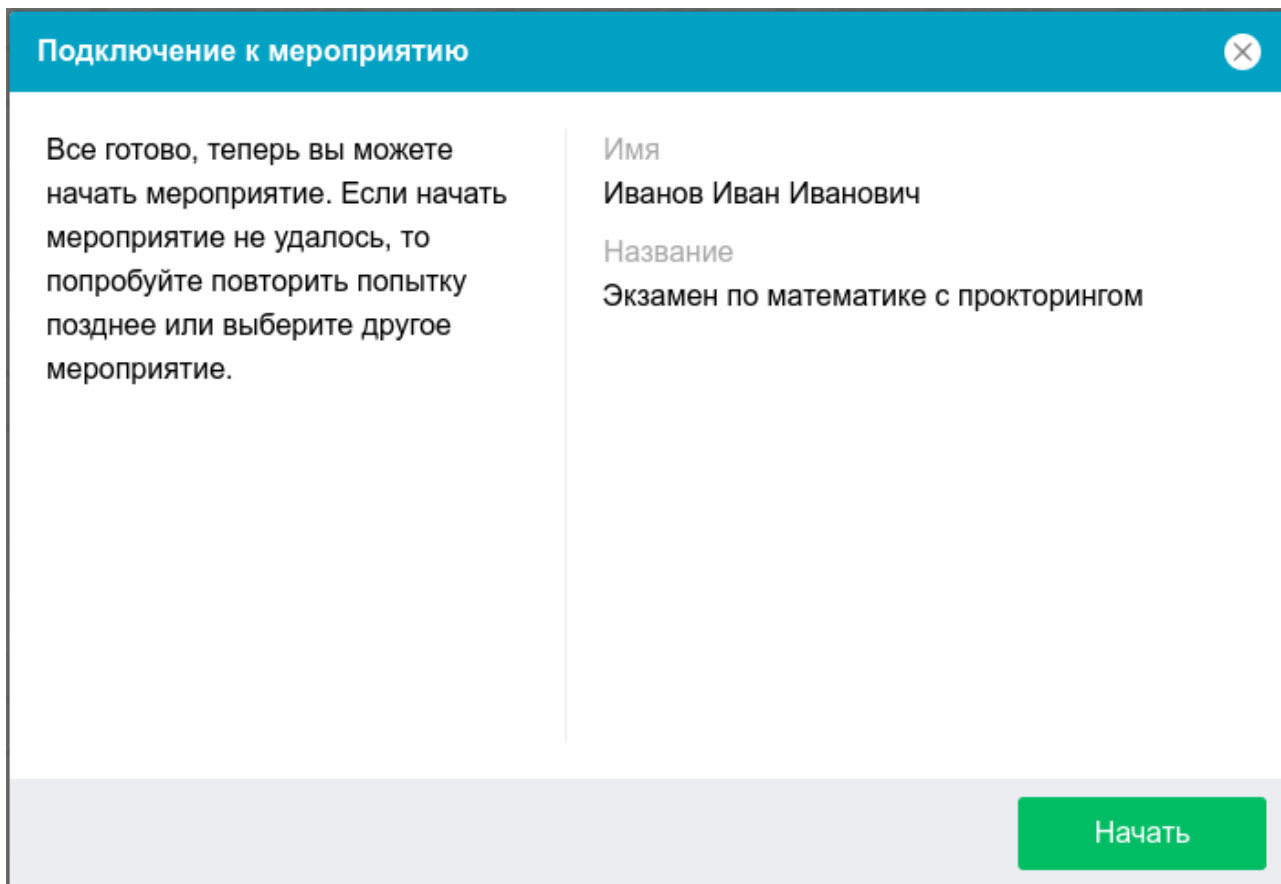 Подключение к мероприятию
Все готово, теперь вы можете
начать мероприятие. Если начать
мероприятие не удалось, то
попробуйте повторить попытку
позднее или выберите другое
мероприятие.
Имя
Иванов Иван Иванович
Название
Экзамен по математике с прокторингом
Начать